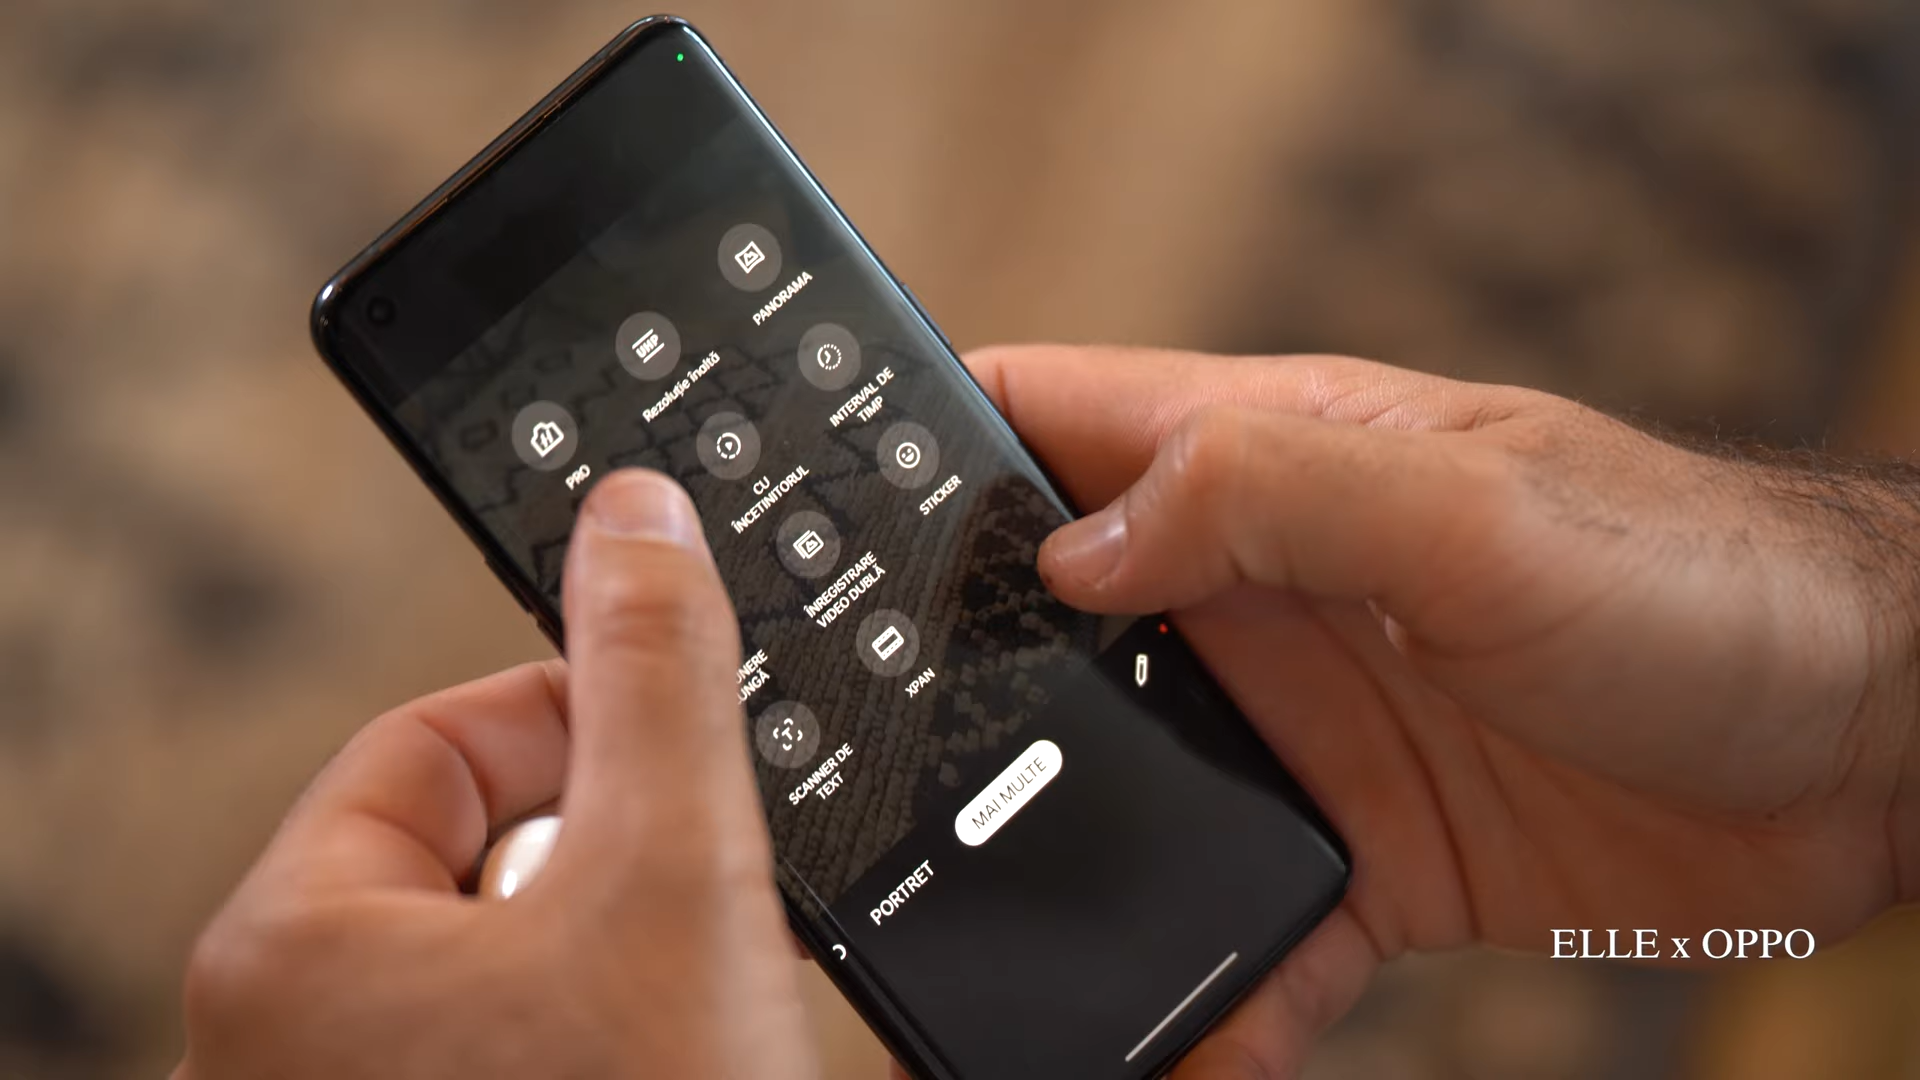 PANORAMA
UHP
Rezoluție înaltă
PRO
INTERVAL DE
TIMP
CU
ÎNCETINITORUL
STICKER
ÎNREGISTRARE
VIDEO DUBLĂ
XPAN
SCANNER DE
TEXT
MAI MULTE
PORTRET
ELLE x OPPO